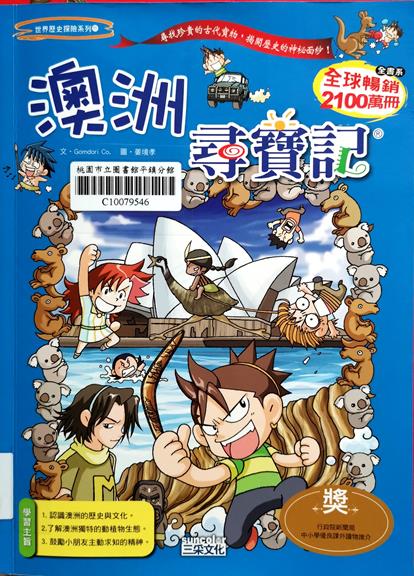 尋找珍貴的古代寶物，揭開歷史的神祕面紗！
世界歷史探險系列
全書系
全球暢銷
2100萬冊
澳洲
尋寶記®
文．Gomdori Co. 圖．姜境孝
桃園市立圖書館平鎮分館
C10079546
學習主旨
1. 認識澳洲的歷史與文化。
2.了解澳洲獨特的動植物生態。
3. 鼓勵小朋友主動求知的精神。
suncolor
三采文化
獎
行政院新聞局
中小學優良課外讀物推介